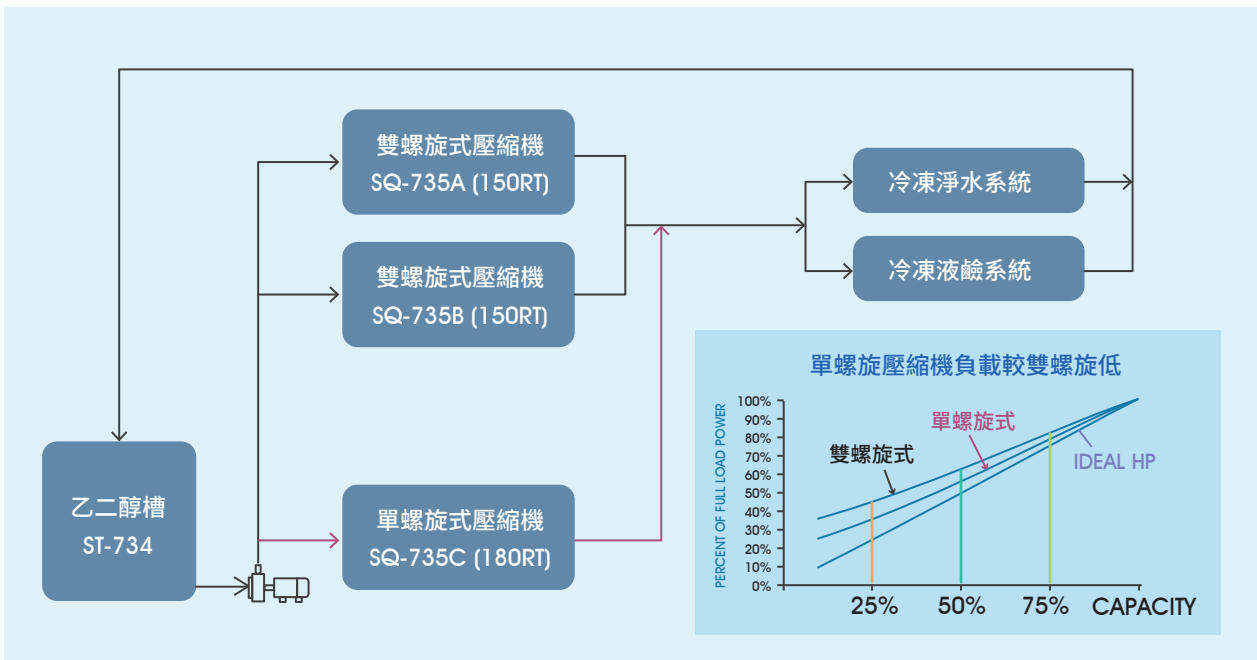 雙螺旋式壓縮機
SQ-735A (150RT)
雙螺旋式壓縮機
SQ-735B (150RT)
冷凍淨水系統
冷凍液鹼系統
乙二醇槽
ST-734
單螺旋式壓縮機
SQ-735C (180RT)
單螺旋壓縮機負載較雙螺旋低
PERCENT OF FULL LOAD POWER
100%
90%
80%
70%
60%
50%
40%
30%
20%
10%
0%
單螺旋式
雙螺旋式
IDEAL HP
25% 50% 75% CAPACITY